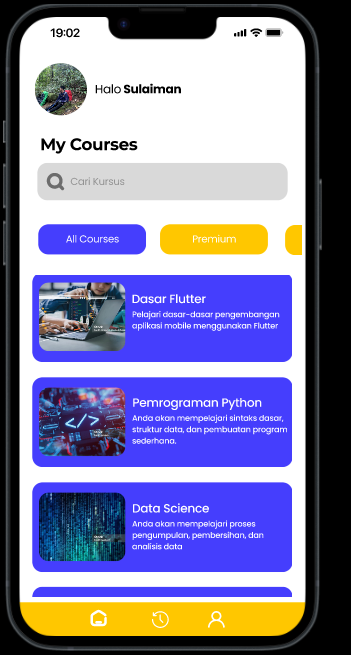 19:02
Halo Sulaiman
My Courses
Cari Kursus
All Courses
Premium
Dasar Flutter
Pelajari dasar-dasar pengembangan
aplikasi mobile menggunakan Flutter
</>
Pemrograman Python
Anda akan mempelajari sintaks dasar,
struktur data, dan pembuatan program
sederhana.
Data Science
Anda akan mempelajari proses
pengumpulan, pembersihan, dan
analisis data